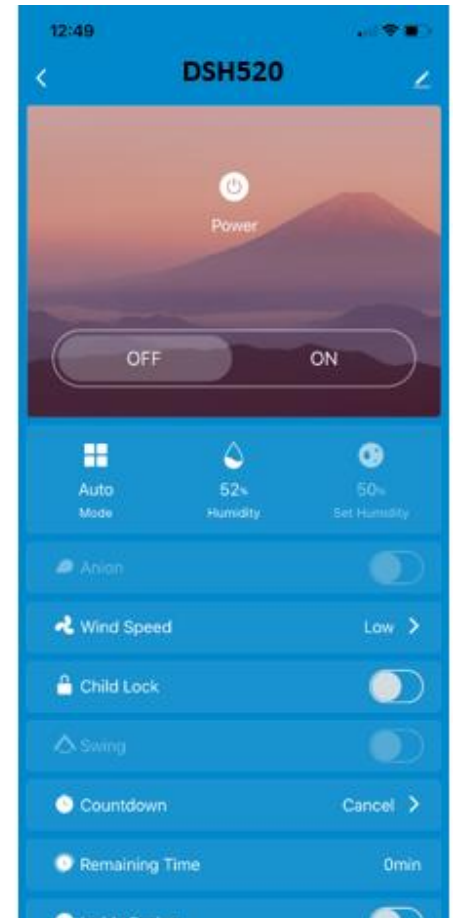 12:49
DSH520
Power
OFF ON
Auto 52% 50%
Mode Humidity Set Humidity
Anion
Wind Speed Low
Child Lock
Swing
Countdown Cancel
Remaining Time 0min